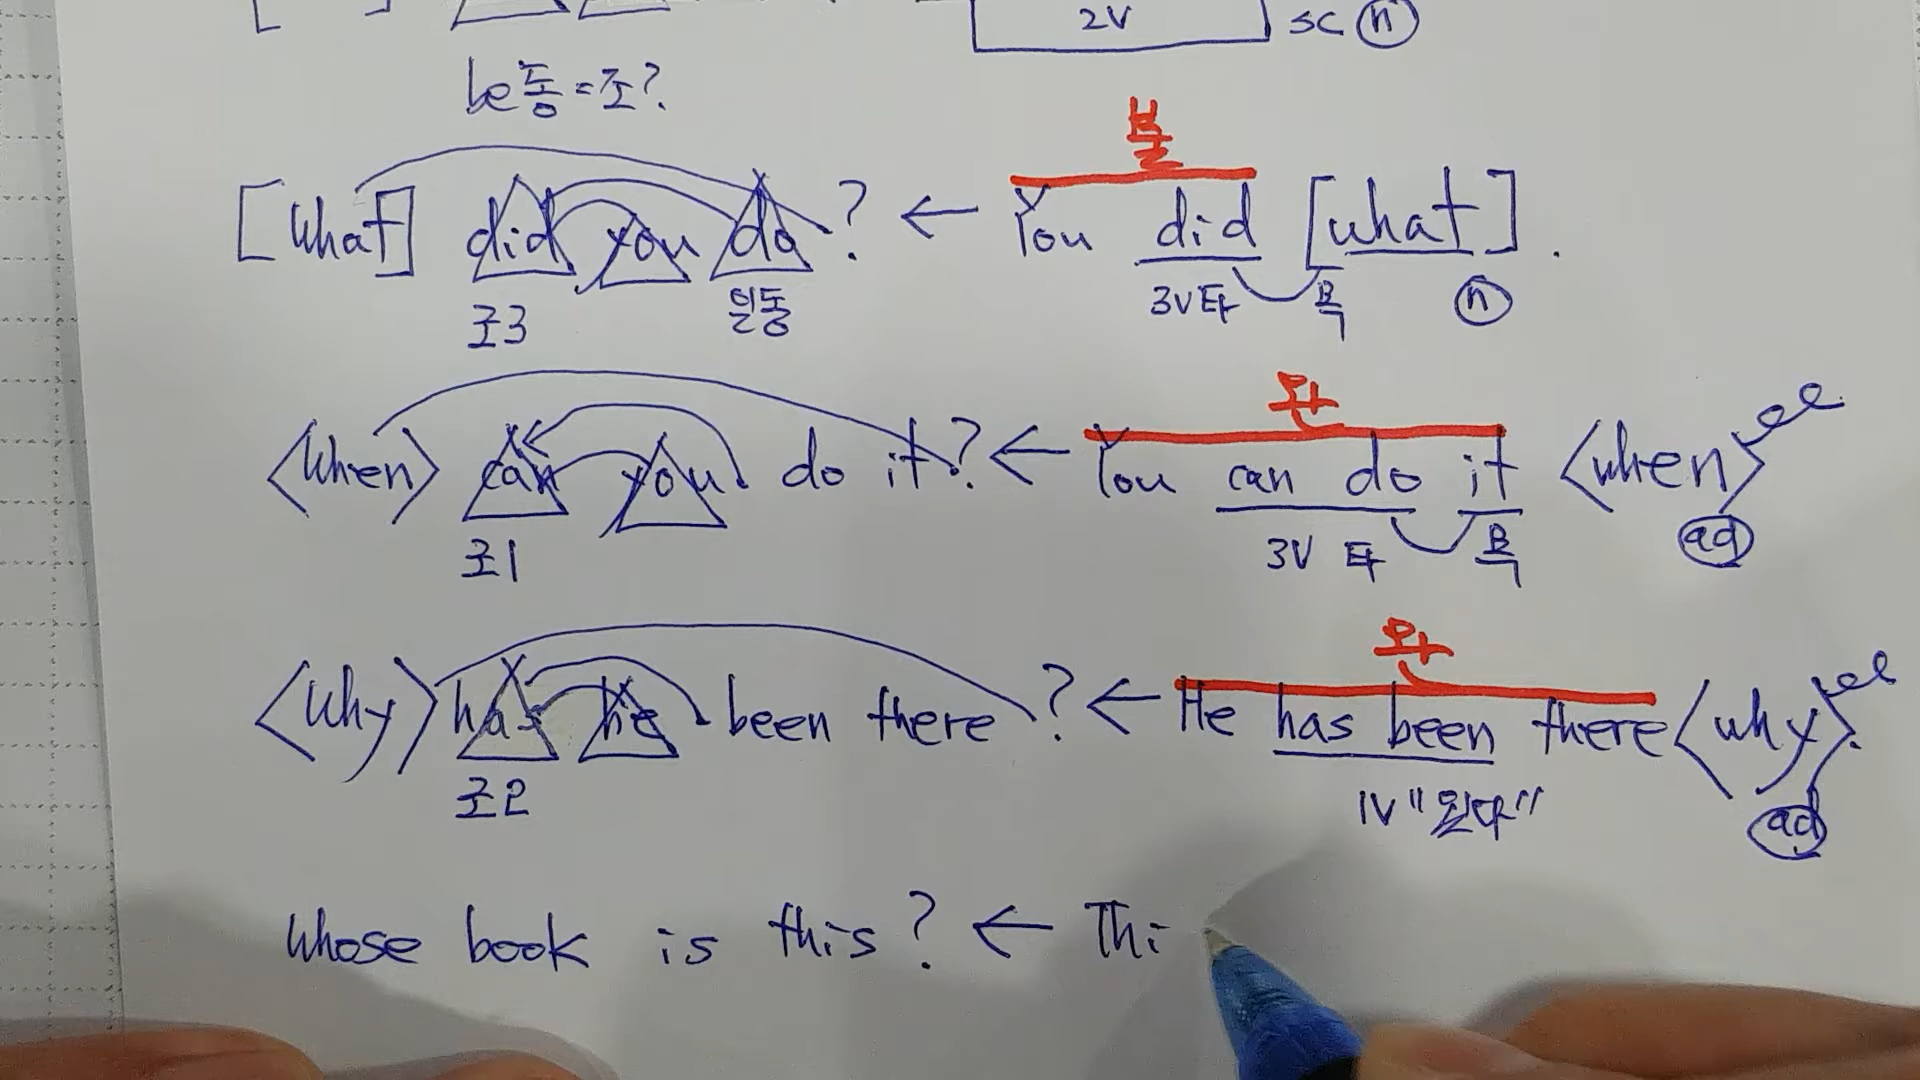 2V SC ⓝ
be동=조?
불
[What] did you do? ← You did [what].
조3 일동 3V타 목 ⓝ
완
<When> can you do it? ← You can do it <when>
조1 3V 타 목 ad
완
<Why> has he been there? ← He has been there <why>.
조2 1V "있다" ad
Whose book is this? ← Thi